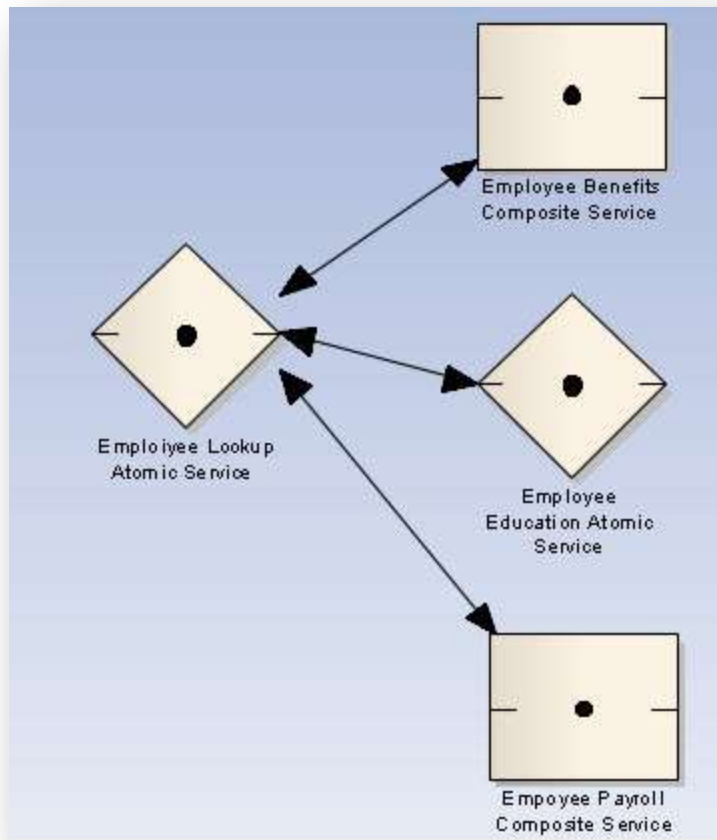 Employee Benefits
Composite Service
Emploiyee Lookup
Atomic Service
Employee
Education Atomic
Service
Empoyee Payroll
Composite Service